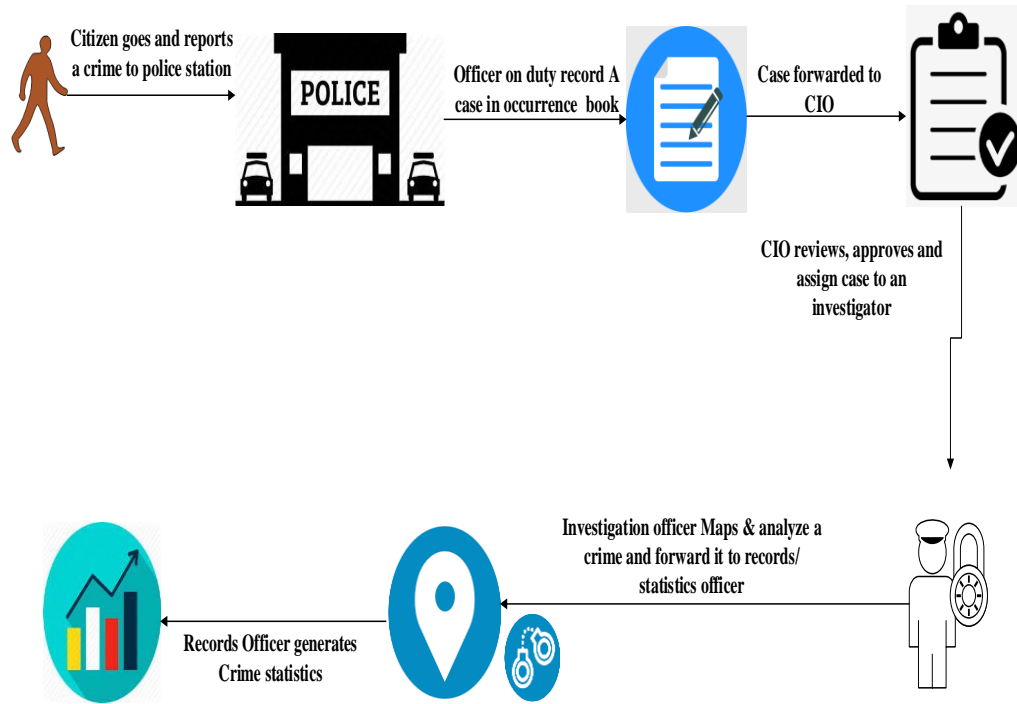 Citizen goes and reports
a crime to police station
POLICE
Officer on duty record A
case in occurrence book
Case forwarded to
CIO
CIO reviews, approves and
assign case to an
investigator
Investigation officer Maps & analyze a
crime and forward it to records/
statistics officer
Records Officer generates
Crime statistics